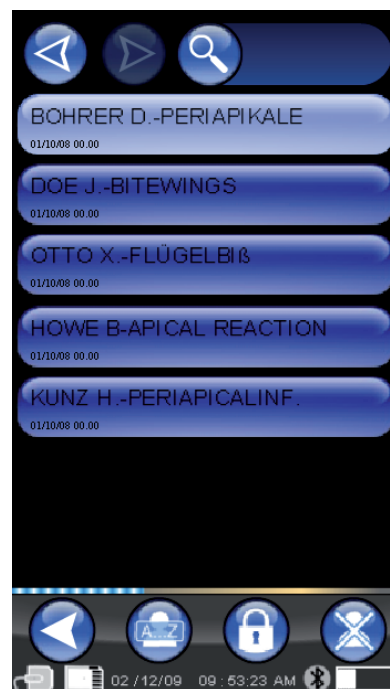 BOHRER D.-PERIAPIKALE
01/10/08 00.00
DOE J.-BITEWINGS
01/10/08 00.00
OTTO X.-FLÜGELBIß
01/10/08 00.00
HOWE B-APICAL REACTION
01/10/08 00.00
KUNZ H.-PERIAPICALINF.
01/10/08 00.00
A...Z
02 /12/09 09 : 53:23 AM